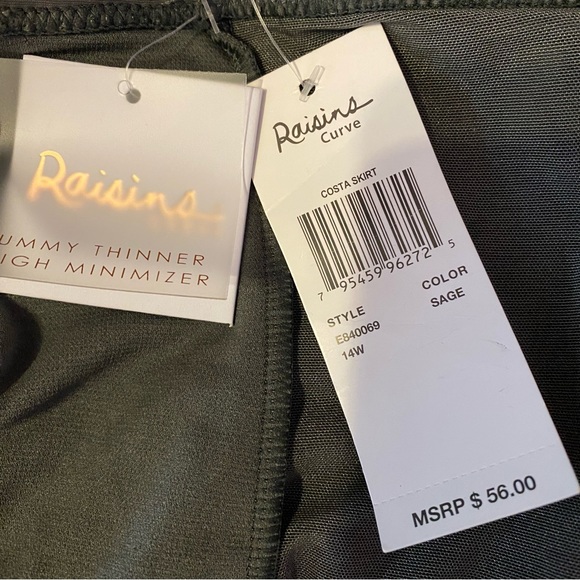 Raisins
UMMY THINNER
IGH MINIMIZER
Raisins
Curve
COSTA SKIRT
7 95459 96272 5
STYLE COLOR
E840069 SAGE
14W
MSRP $ 56.00